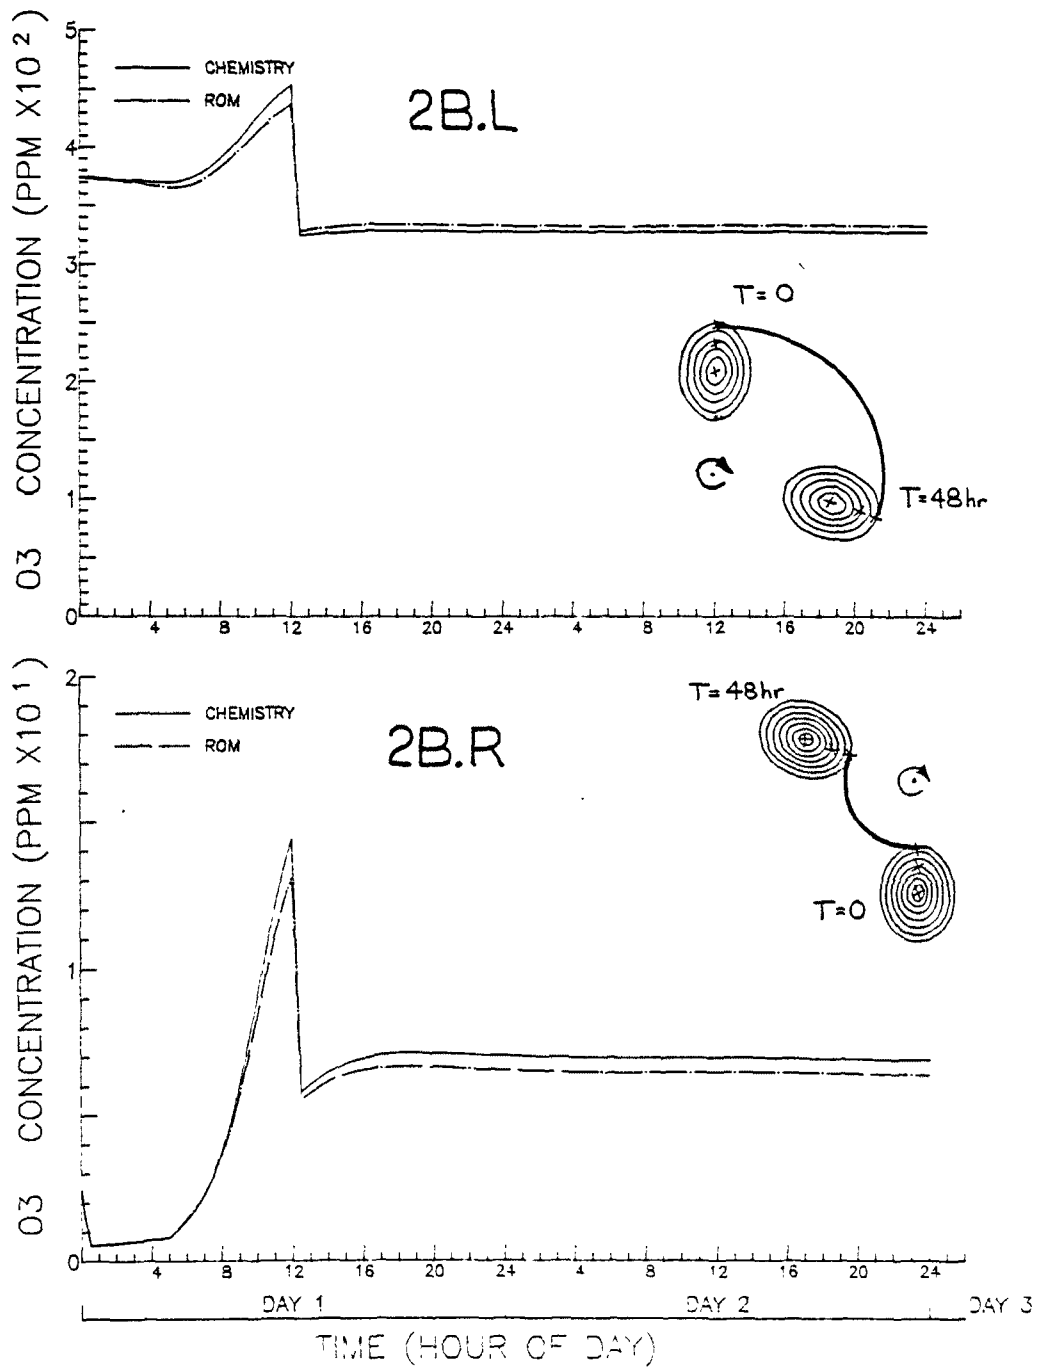 O3 CONCENTRATION (PPM X10²)
5
4
3
2
1
0
CHEMISTRY
ROM
2B.L
T=0
T=48hr
4 8 12 16 20 24 4 8 12 16 20 24
O3 CONCENTRATION (PPM X10¹)
2
1
0
CHEMISTRY
ROM
2B.R
T=48hr
T=0
4 8 12 16 20 24 4 8 12 16 20 24
DAY 1 DAY 2 DAY 3
TIME (HOUR OF DAY)